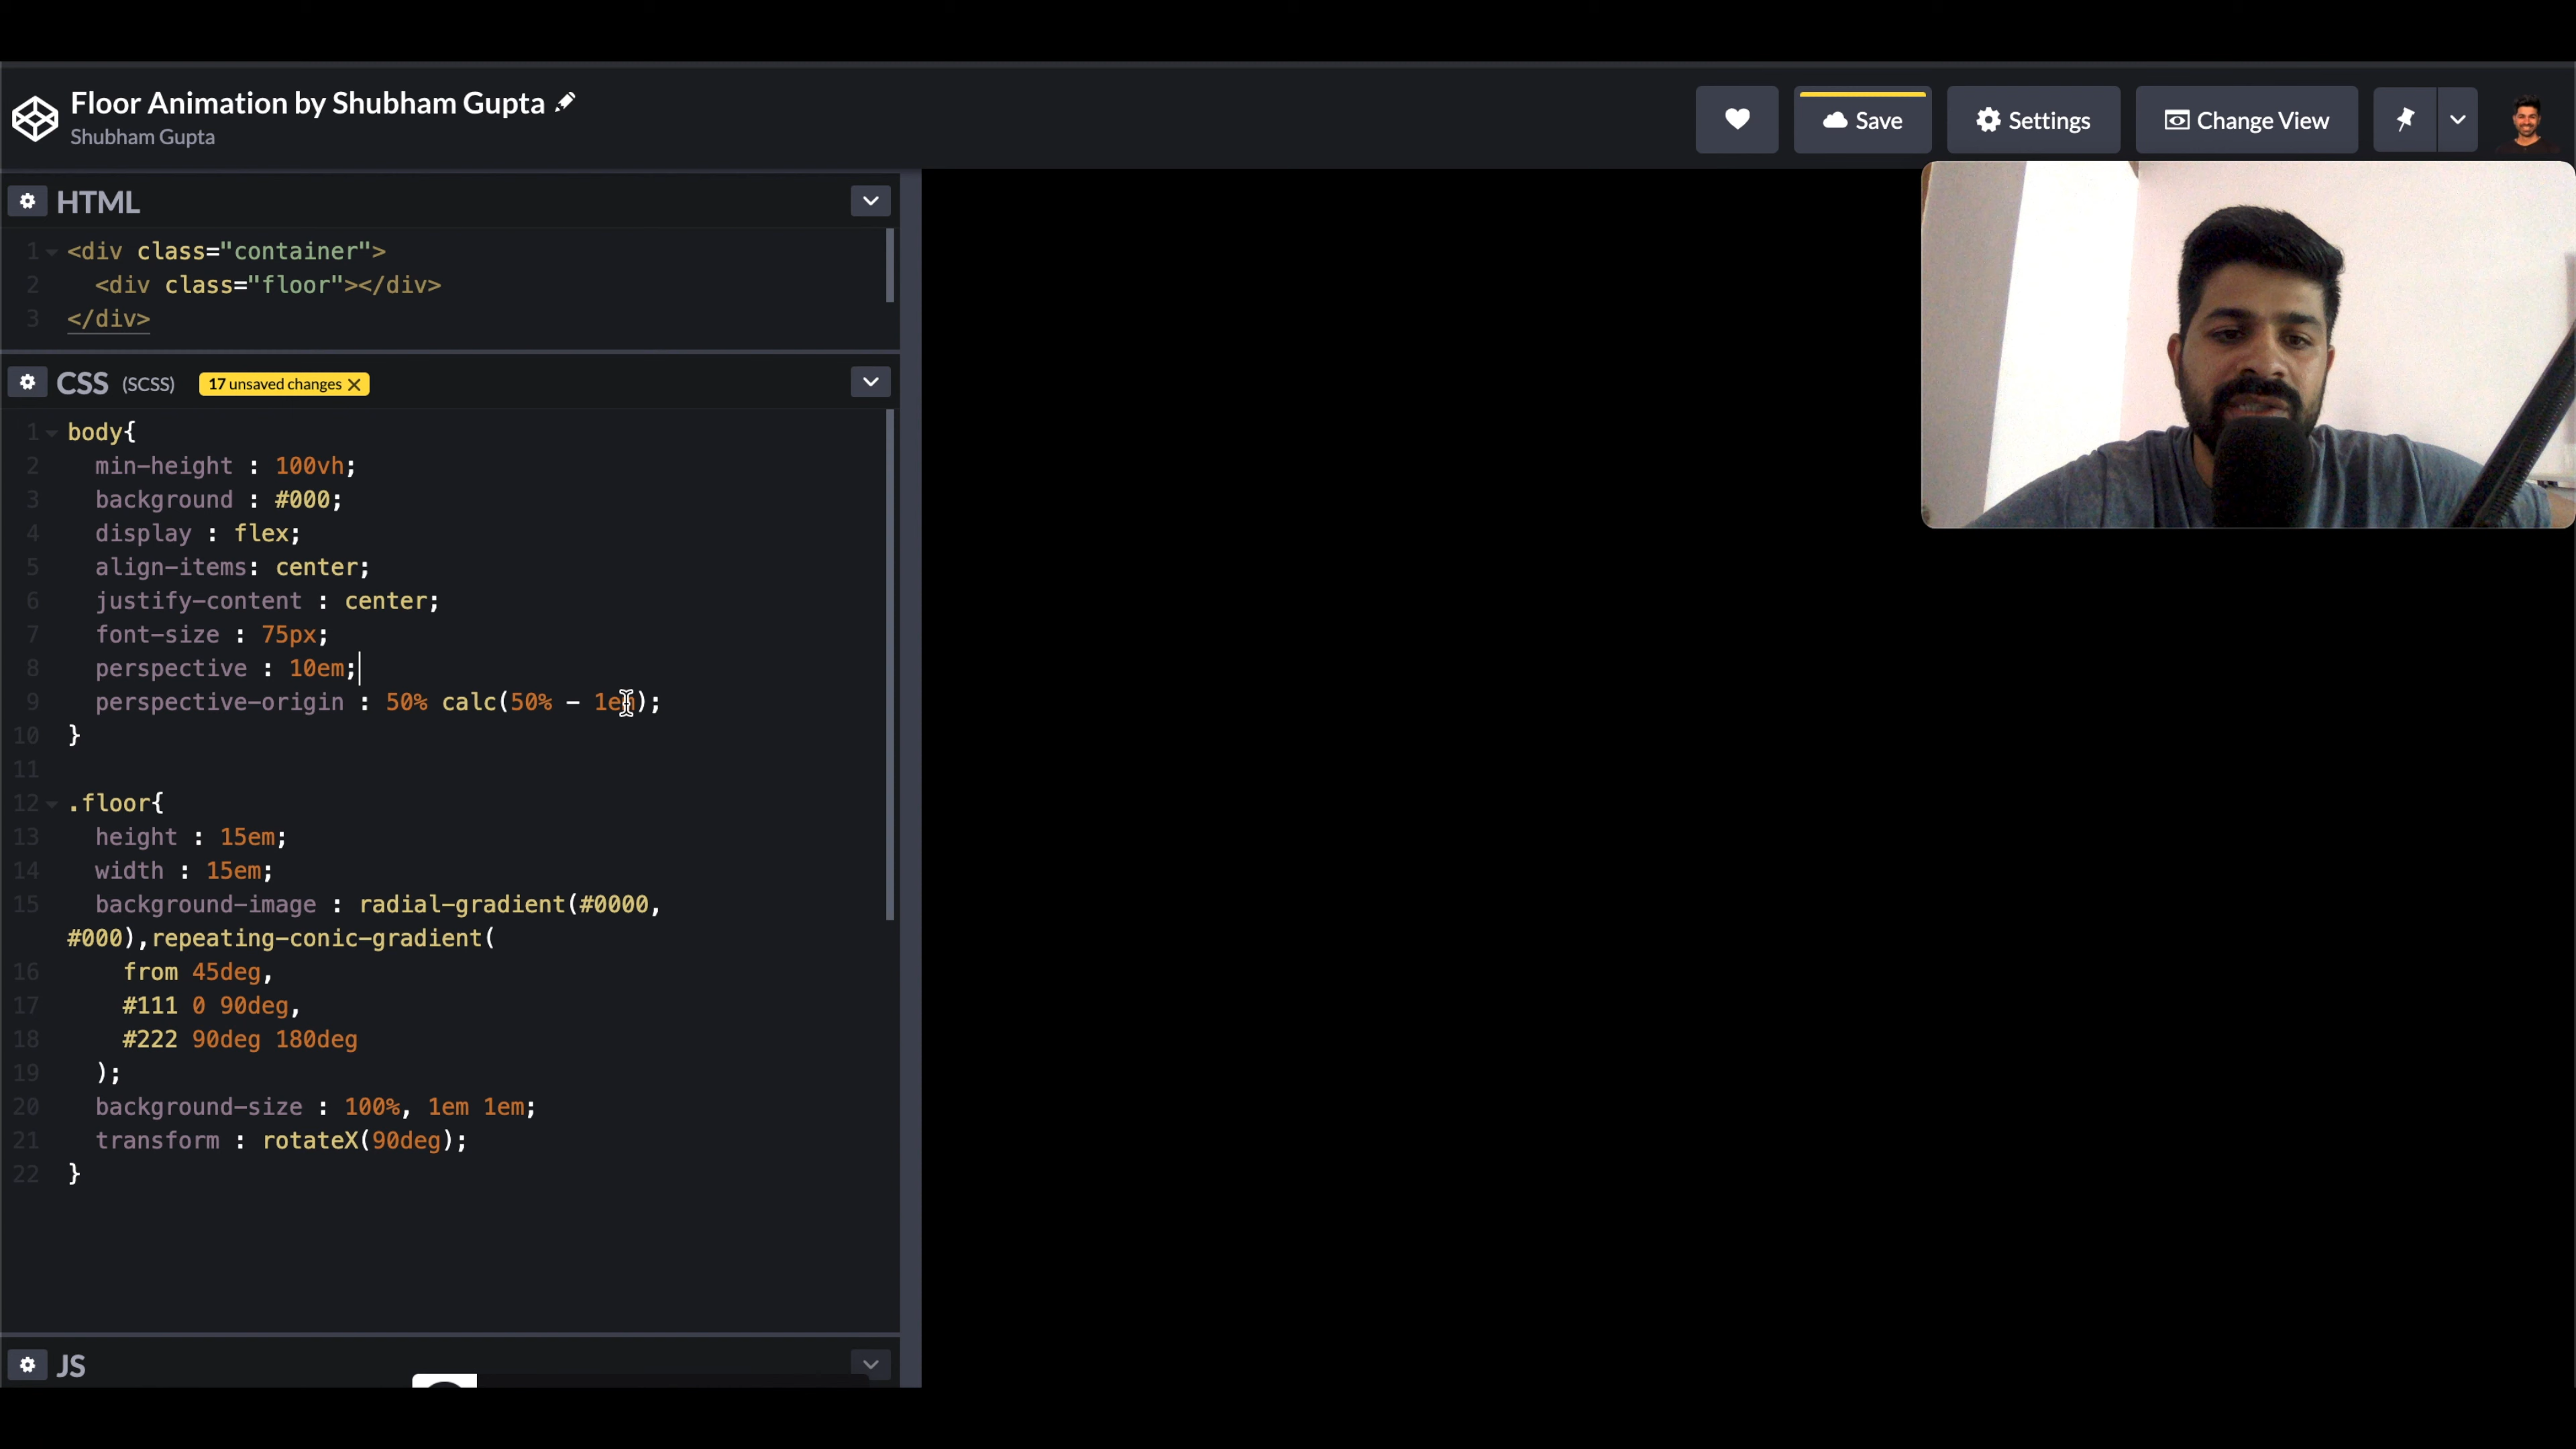 Floor Animation by Shubham Gupta
Shubham Gupta
Save
Settings
Change View
HTML
1 <div class="container">
2 <div class="floor"></div>
3 </div>
CSS (SCSS) 17 unsaved changes
1 body{
2 min-height : 100vh;
3 background : #000;
4 display : flex;
5 align-items: center;
6 justify-content : center;
7 font-size : 75px;
8 perspective : 10em;
9 perspective-origin : 50% calc(50% - 1em);
10 }
11
12 .floor{
13 height : 15em;
14 width : 15em;
15 background-image : radial-gradient(#0000,
#000),repeating-conic-gradient(
16 from 45deg,
17 #111 0 90deg,
18 #222 90deg 180deg
19 );
20 background-size : 100%, 1em 1em;
21 transform : rotateX(90deg);
22 }
JS